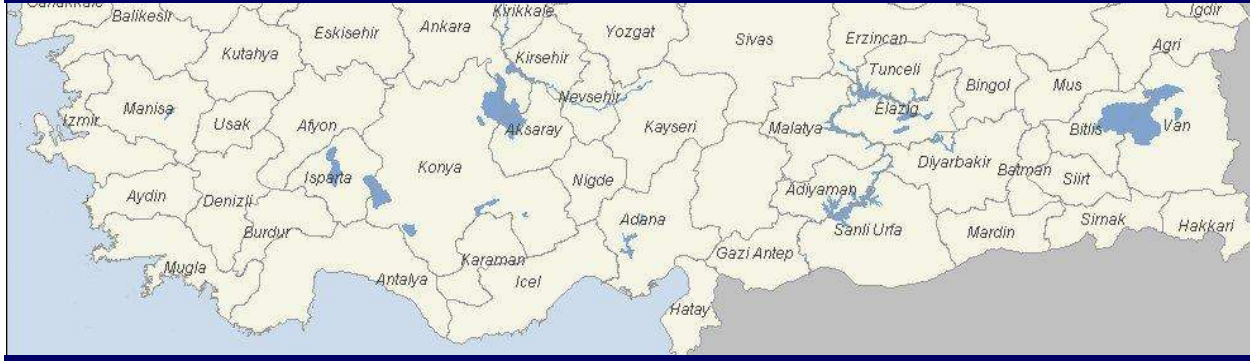 Canakkale
Balikesir
Kutahya
Eskisehir
Ankara
Kirikkale
Yozgat
Sivas
Erzincan
Igdir
Agri
Kirsehir
Tunceli
Bingol
Mus
Manisa
Izmir
Usak
Afyon
Nevsehir
Aksaray
Kayseri
Malatya
Elazig
Bitlis
Van
Konya
Isparta
Nigde
Diyarbakir
Batman
Siirt
Aydin
Denizli
Adiyaman
Burdur
Adana
Sanli Urfa
Mardin
Sirnak
Hakkari
Mugla
Antalya
Karaman
Icel
Gazi Antep
Hatay